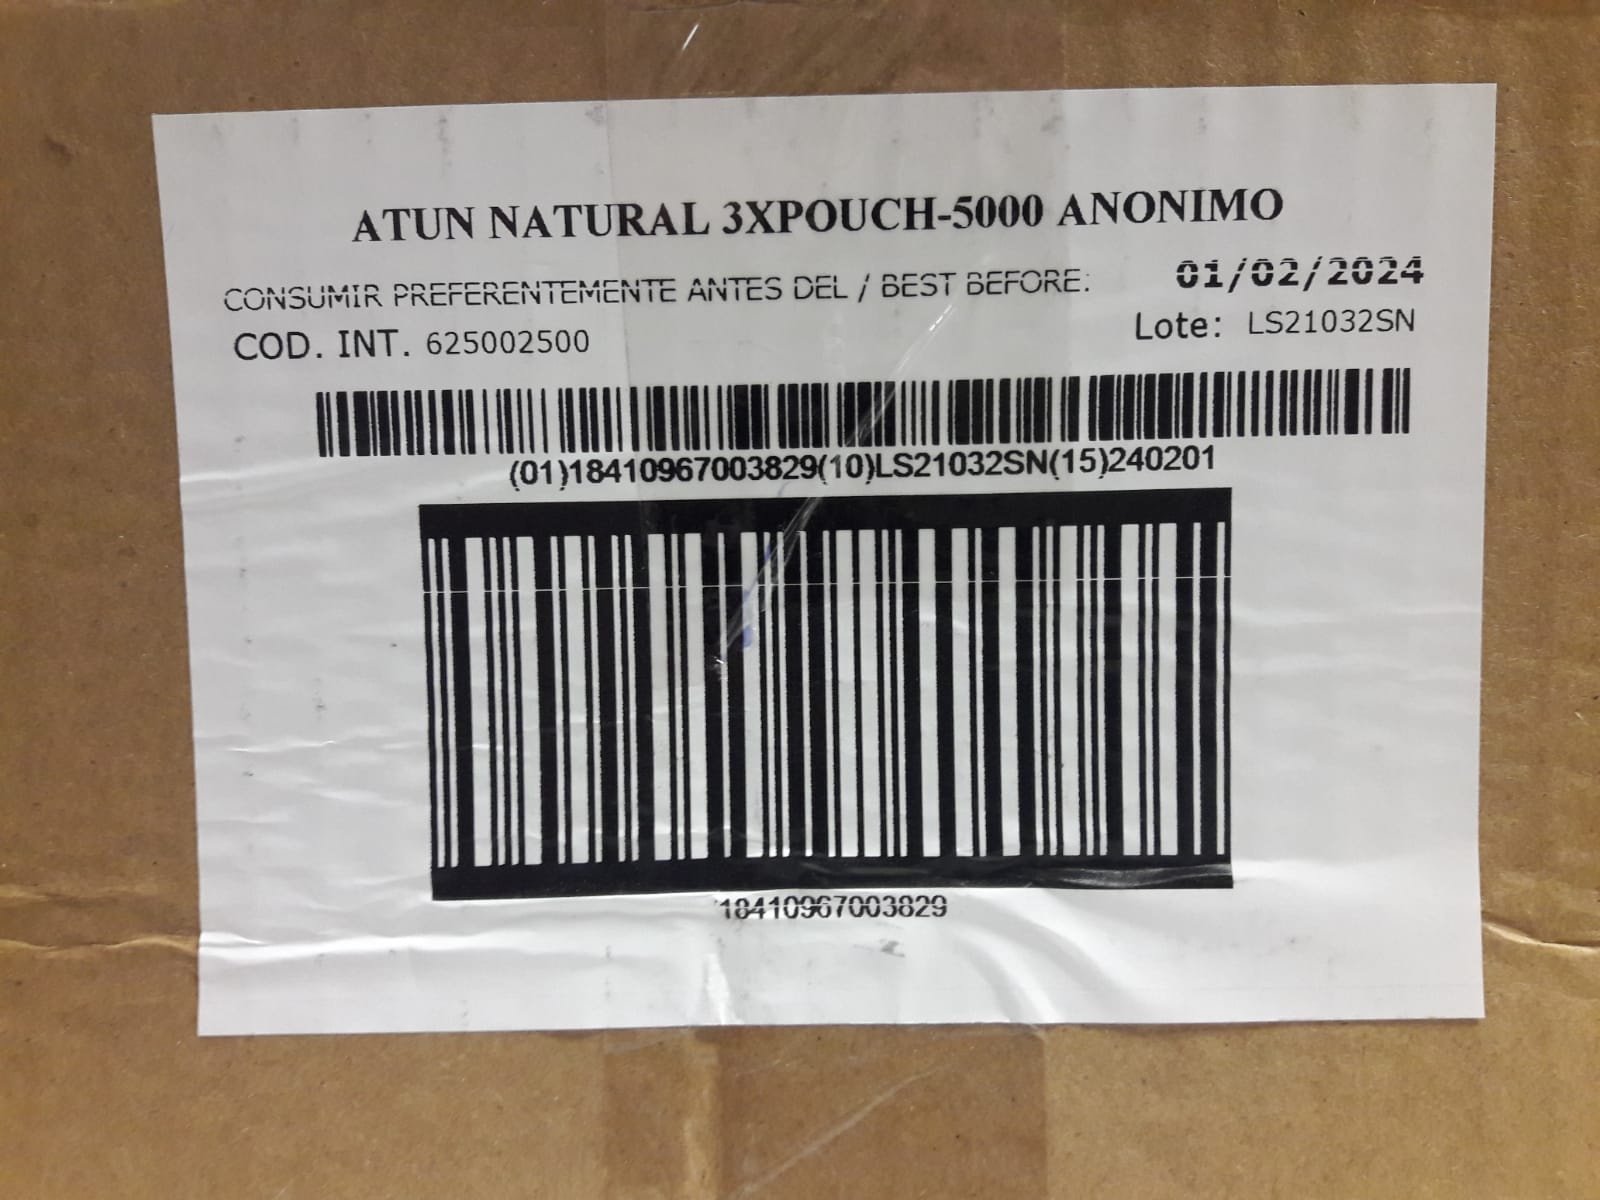 ATUN NATURAL 3XPOUCH-5000 ANONIMO
CONSUMIR PREFERENTEMENTE ANTES DEL / BEST BEFORE: 01/02/2024
COD. INT. 625002500 Lote: LS21032SN
(01)18410967003829(10)LS21032SN(15)240201
18410967003829